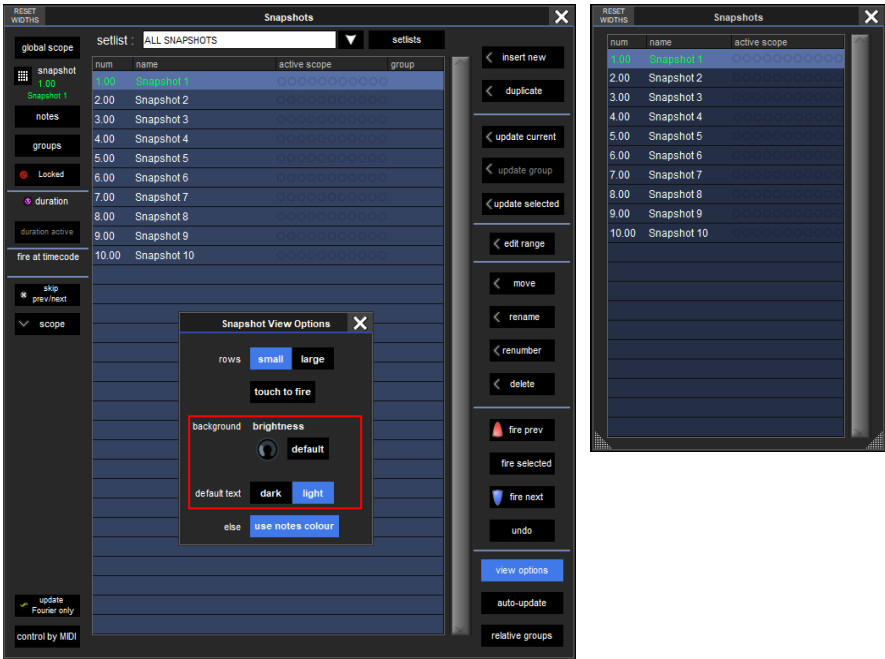 RESET
WIDTHS
Snapshots
global scope
snapshot
1.00
Snapshot 1
notes
groups
Locked
duration
duration active
fire at timecode
skip
prev/next
scope
update
Fourier only
control by MIDI
setlist : ALL SNAPSHOTS setlists
num name active scope group
1.00 Snapshot 1
2.00 Snapshot 2
3.00 Snapshot 3
4.00 Snapshot 4
5.00 Snapshot 5
6.00 Snapshot 6
7.00 Snapshot 7
8.00 Snapshot 8
9.00 Snapshot 9
10.00 Snapshot 10
Snapshot View Options
rows small large
touch to fire
background brightness
default
default text dark light
else use notes colour
insert new
duplicate
update current
update group
update selected
edit range
move
rename
renumber
delete
fire prev
fire selected
fire next
undo
view options
auto-update
relative groups
RESET
WIDTHS
Snapshots
num name active scope
1.00 Snapshot 1
2.00 Snapshot 2
3.00 Snapshot 3
4.00 Snapshot 4
5.00 Snapshot 5
6.00 Snapshot 6
7.00 Snapshot 7
8.00 Snapshot 8
9.00 Snapshot 9
10.00 Snapshot 10